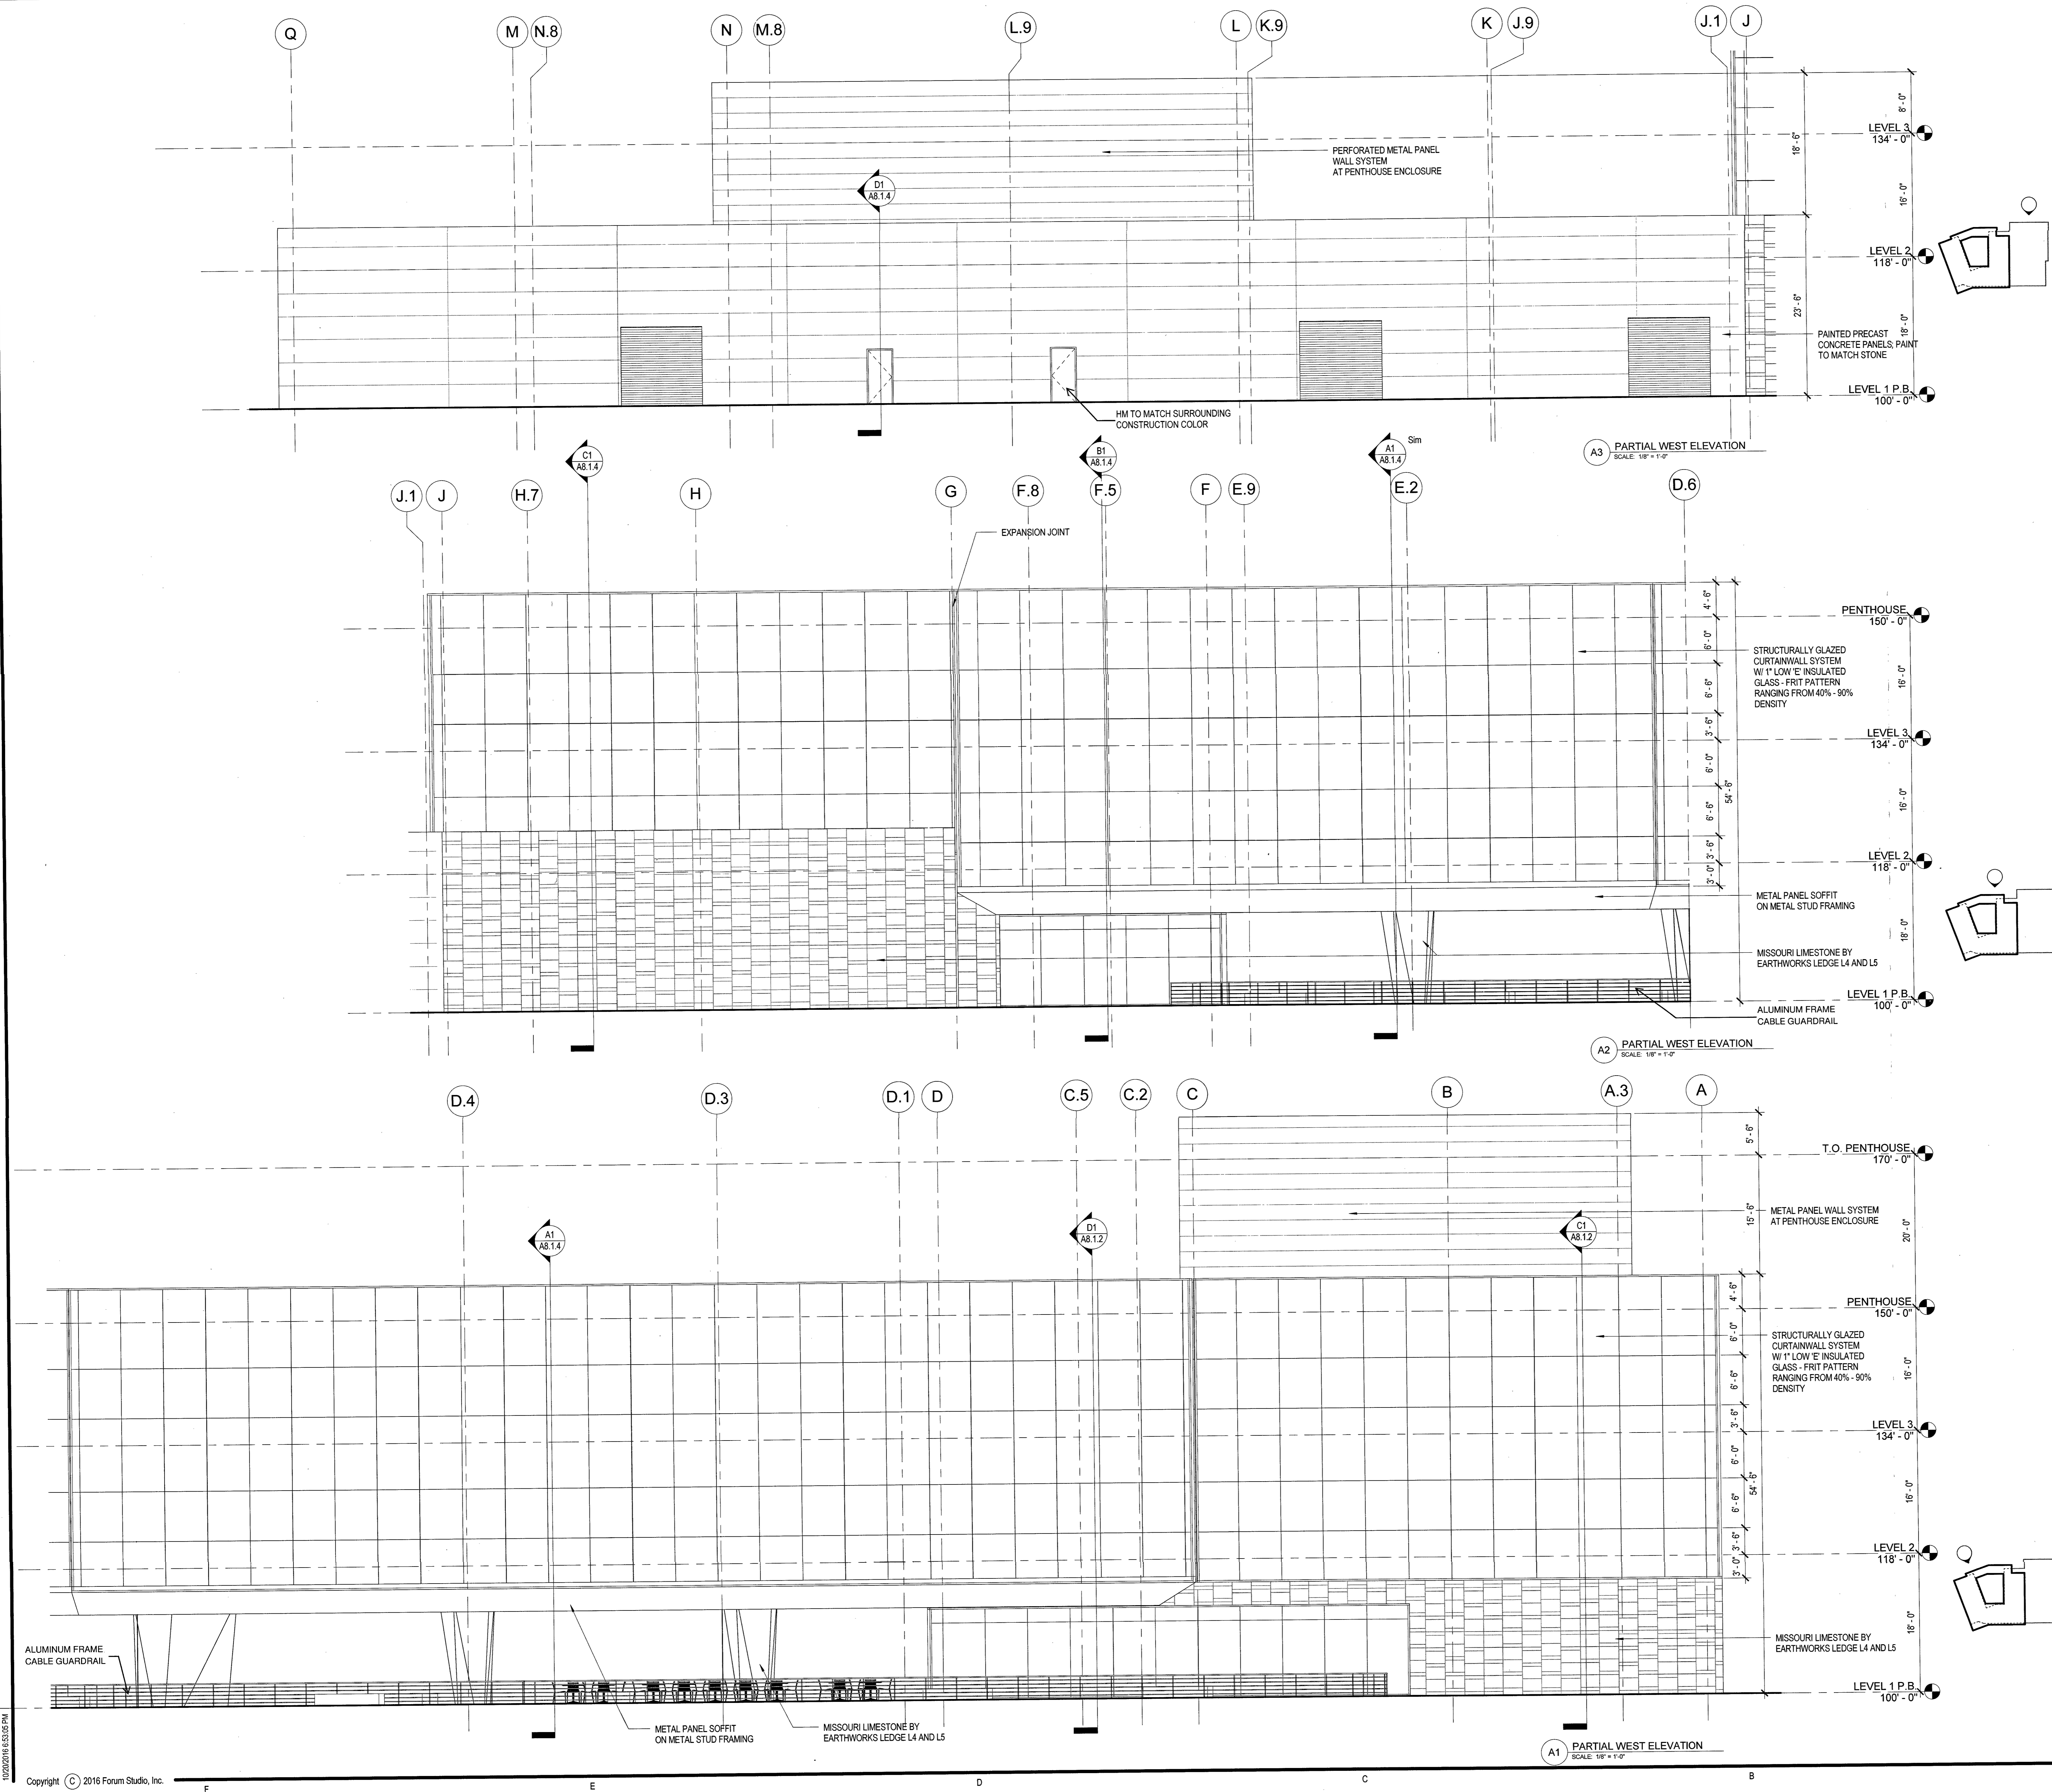 Q
M
N.8
N
M.8
L.9
L
K.9
K
J.9
J.1
J
8' - 0"
LEVEL 3
134' - 0"
18' - 6"
PERFORATED METAL PANEL
WALL SYSTEM
AT PENTHOUSE ENCLOSURE
D1
A8.1.4
16' - 0"
LEVEL 2
118' - 0"
23' - 6"
18' - 0"
PAINTED PRECAST
CONCRETE PANELS; PAINT
TO MATCH STONE
LEVEL 1 P.B.
100' - 0"
HM TO MATCH SURROUNDING
CONSTRUCTION COLOR
A3
PARTIAL WEST ELEVATION
SCALE: 1/8" = 1'-0"
C1
A8.1.4
B1
A8.1.4
A1
A8.1.4
Sim
J.1
J
H.7
H
G
F.8
F.5
F
E.9
E.2
D.6
EXPANSION JOINT
4' - 6"
PENTHOUSE
150' - 0"
6' - 0"
STRUCTURALLY GLAZED
CURTAINWALL SYSTEM
W/ 1" LOW 'E' INSULATED
GLASS - FRIT PATTERN
RANGING FROM 40% - 90%
DENSITY
16' - 0"
6' - 6"
3' - 6"
LEVEL 3
134' - 0"
6' - 0"
54' - 6"
16' - 0"
6' - 6"
3' - 6"
LEVEL 2
118' - 0"
3' - 0"
METAL PANEL SOFFIT
ON METAL STUD FRAMING
18' - 0"
MISSOURI LIMESTONE BY
EARTHWORKS LEDGE L4 AND L5
LEVEL 1 P.B.
100' - 0"
ALUMINUM FRAME
CABLE GUARDRAIL
A2
PARTIAL WEST ELEVATION
SCALE: 1/8" = 1'-0"
D.4
D.3
D.1
D
C.5
C.2
C
B
A.3
A
5' - 6"
T.O. PENTHOUSE
170' - 0"
15' - 6"
METAL PANEL WALL SYSTEM
AT PENTHOUSE ENCLOSURE
20' - 0"
A1
A8.1.4
D1
A8.1.2
C1
A8.1.2
4' - 6"
PENTHOUSE
150' - 0"
6' - 0"
STRUCTURALLY GLAZED
CURTAINWALL SYSTEM
W/ 1" LOW 'E' INSULATED
GLASS - FRIT PATTERN
RANGING FROM 40% - 90%
DENSITY
16' - 0"
6' - 6"
3' - 6"
LEVEL 3
134' - 0"
6' - 0"
54' - 6"
16' - 0"
6' - 6"
3' - 6"
LEVEL 2
118' - 0"
3' - 0"
18' - 0"
MISSOURI LIMESTONE BY
EARTHWORKS LEDGE L4 AND L5
ALUMINUM FRAME
CABLE GUARDRAIL
LEVEL 1 P.B.
100' - 0"
METAL PANEL SOFFIT
ON METAL STUD FRAMING
MISSOURI LIMESTONE BY
EARTHWORKS LEDGE L4 AND L5
A1
PARTIAL WEST ELEVATION
SCALE: 1/8" = 1'-0"
10/20/2016 6:53:05 PM
Copyright C 2016 Forum Studio, Inc.
F
E
D
C
B